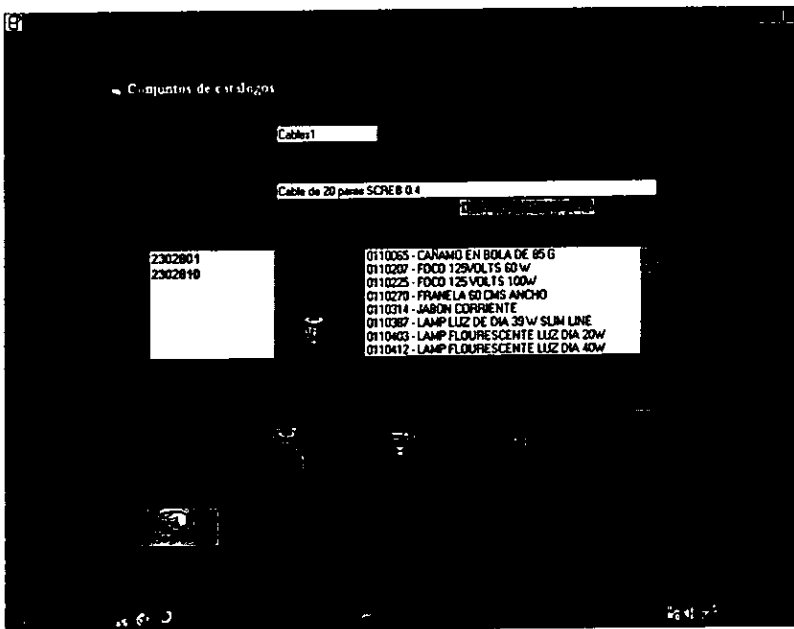 Conjuntos de catalogos
Cables1
Cable de 20 pares SCREB 0.4
2302801
2302810
0110065 - CAÑAMO EN BOLA DE 85 G
0110207 - FOCO 125VOLTS 60 W
0110225 - FOCO 125 VOLTS 100W
0110270 - FRANELA 60 CMS ANCHO
0110314 - JABON CORRIENTE
0110387 - LAMP LUZ DE DIA 39 W SLIM LINE
0110403 - LAMP FLOURESCENTE LUZ DIA 20W
0110412 - LAMP FLOURESCENTE LUZ DIA 40W